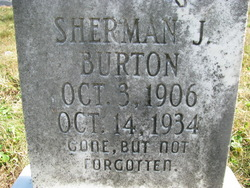 SHERMAN J.
BURTON
OCT. 3, 1906
OCT. 14, 1934
GONE, BUT NOT
FORGOTTEN.